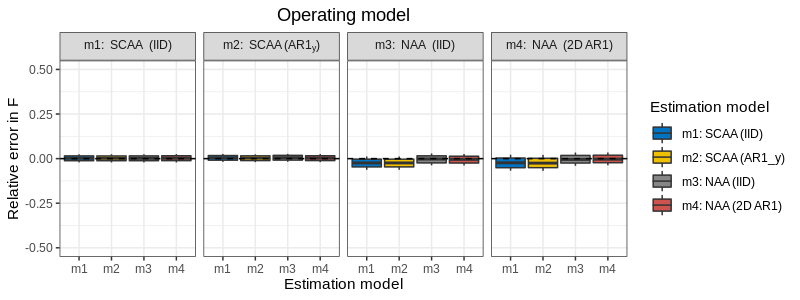 Operating model
m1: SCAA (IID)
m2: SCAA (AR1y)
m3: NAA (IID)
m4: NAA (2D AR1)
Relative error in F
0.50
0.25
0.00
-0.25
-0.50
m1 m2 m3 m4
m1 m2 m3 m4
m1 m2 m3 m4
m1 m2 m3 m4
Estimation model
Estimation model
m1: SCAA (IID)
m2: SCAA (AR1_y)
m3: NAA (IID)
m4: NAA (2D AR1)